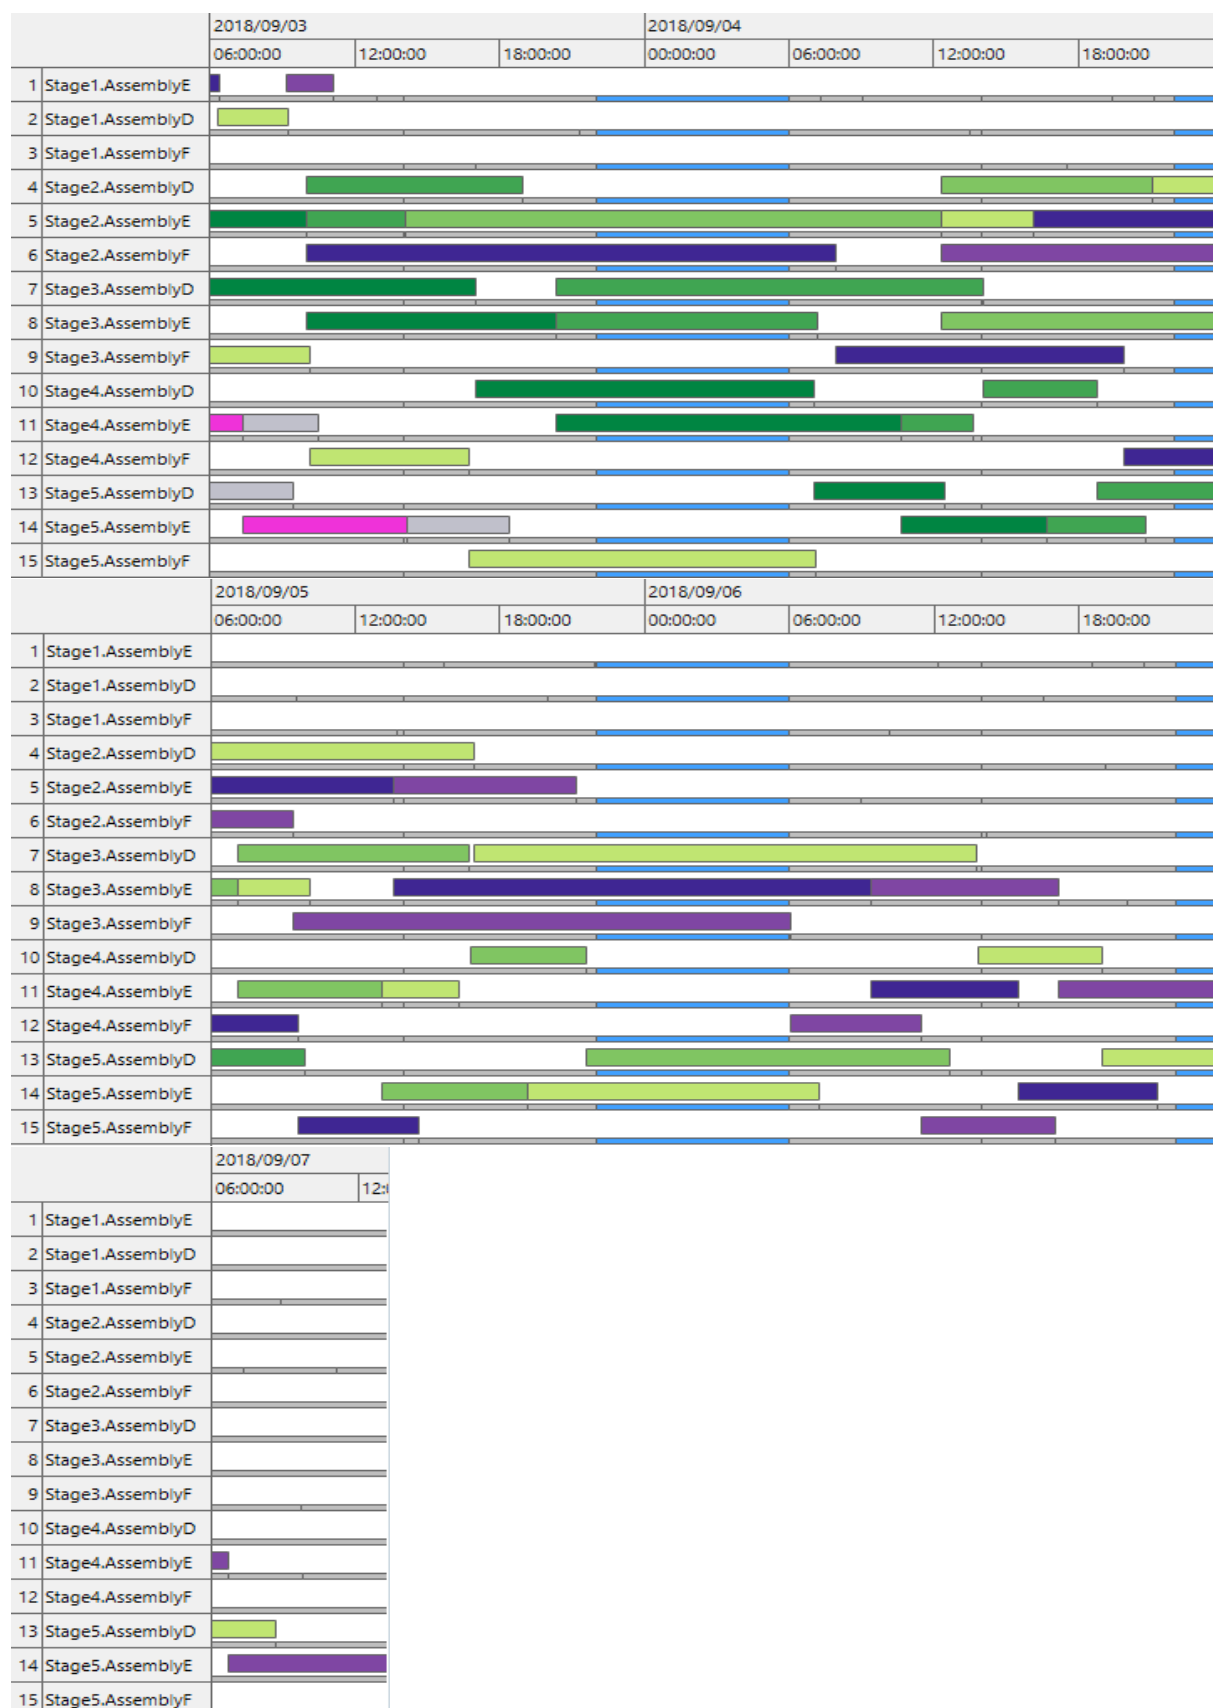 2018/09/03 2018/09/04
06:00:00 12:00:00 18:00:00 00:00:00 06:00:00 12:00:00 18:00:00
1 Stage1.AssemblyE
2 Stage1.AssemblyD
3 Stage1.AssemblyF
4 Stage2.AssemblyD
5 Stage2.AssemblyE
6 Stage2.AssemblyF
7 Stage3.AssemblyD
8 Stage3.AssemblyE
9 Stage3.AssemblyF
10 Stage4.AssemblyD
11 Stage4.AssemblyE
12 Stage4.AssemblyF
13 Stage5.AssemblyD
14 Stage5.AssemblyE
15 Stage5.AssemblyF
2018/09/05 2018/09/06
06:00:00 12:00:00 18:00:00 00:00:00 06:00:00 12:00:00 18:00:00
1 Stage1.AssemblyE
2 Stage1.AssemblyD
3 Stage1.AssemblyF
4 Stage2.AssemblyD
5 Stage2.AssemblyE
6 Stage2.AssemblyF
7 Stage3.AssemblyD
8 Stage3.AssemblyE
9 Stage3.AssemblyF
10 Stage4.AssemblyD
11 Stage4.AssemblyE
12 Stage4.AssemblyF
13 Stage5.AssemblyD
14 Stage5.AssemblyE
15 Stage5.AssemblyF
2018/09/07
06:00:00 12:
1 Stage1.AssemblyE
2 Stage1.AssemblyD
3 Stage1.AssemblyF
4 Stage2.AssemblyD
5 Stage2.AssemblyE
6 Stage2.AssemblyF
7 Stage3.AssemblyD
8 Stage3.AssemblyE
9 Stage3.AssemblyF
10 Stage4.AssemblyD
11 Stage4.AssemblyE
12 Stage4.AssemblyF
13 Stage5.AssemblyD
14 Stage5.AssemblyE
15 Stage5.AssemblyF